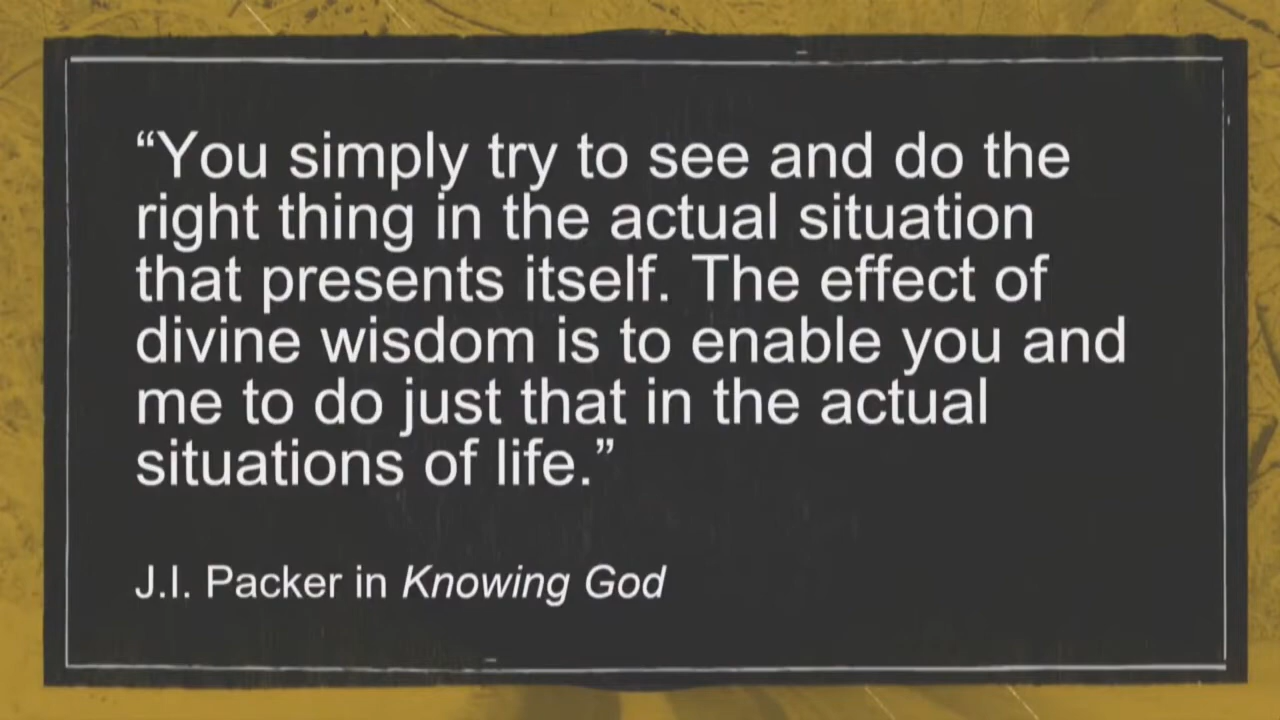 “You simply try to see and do the
right thing in the actual situation
that presents itself. The effect of
divine wisdom is to enable you and
me to do just that in the actual
situations of life.”
J.I. Packer in Knowing God